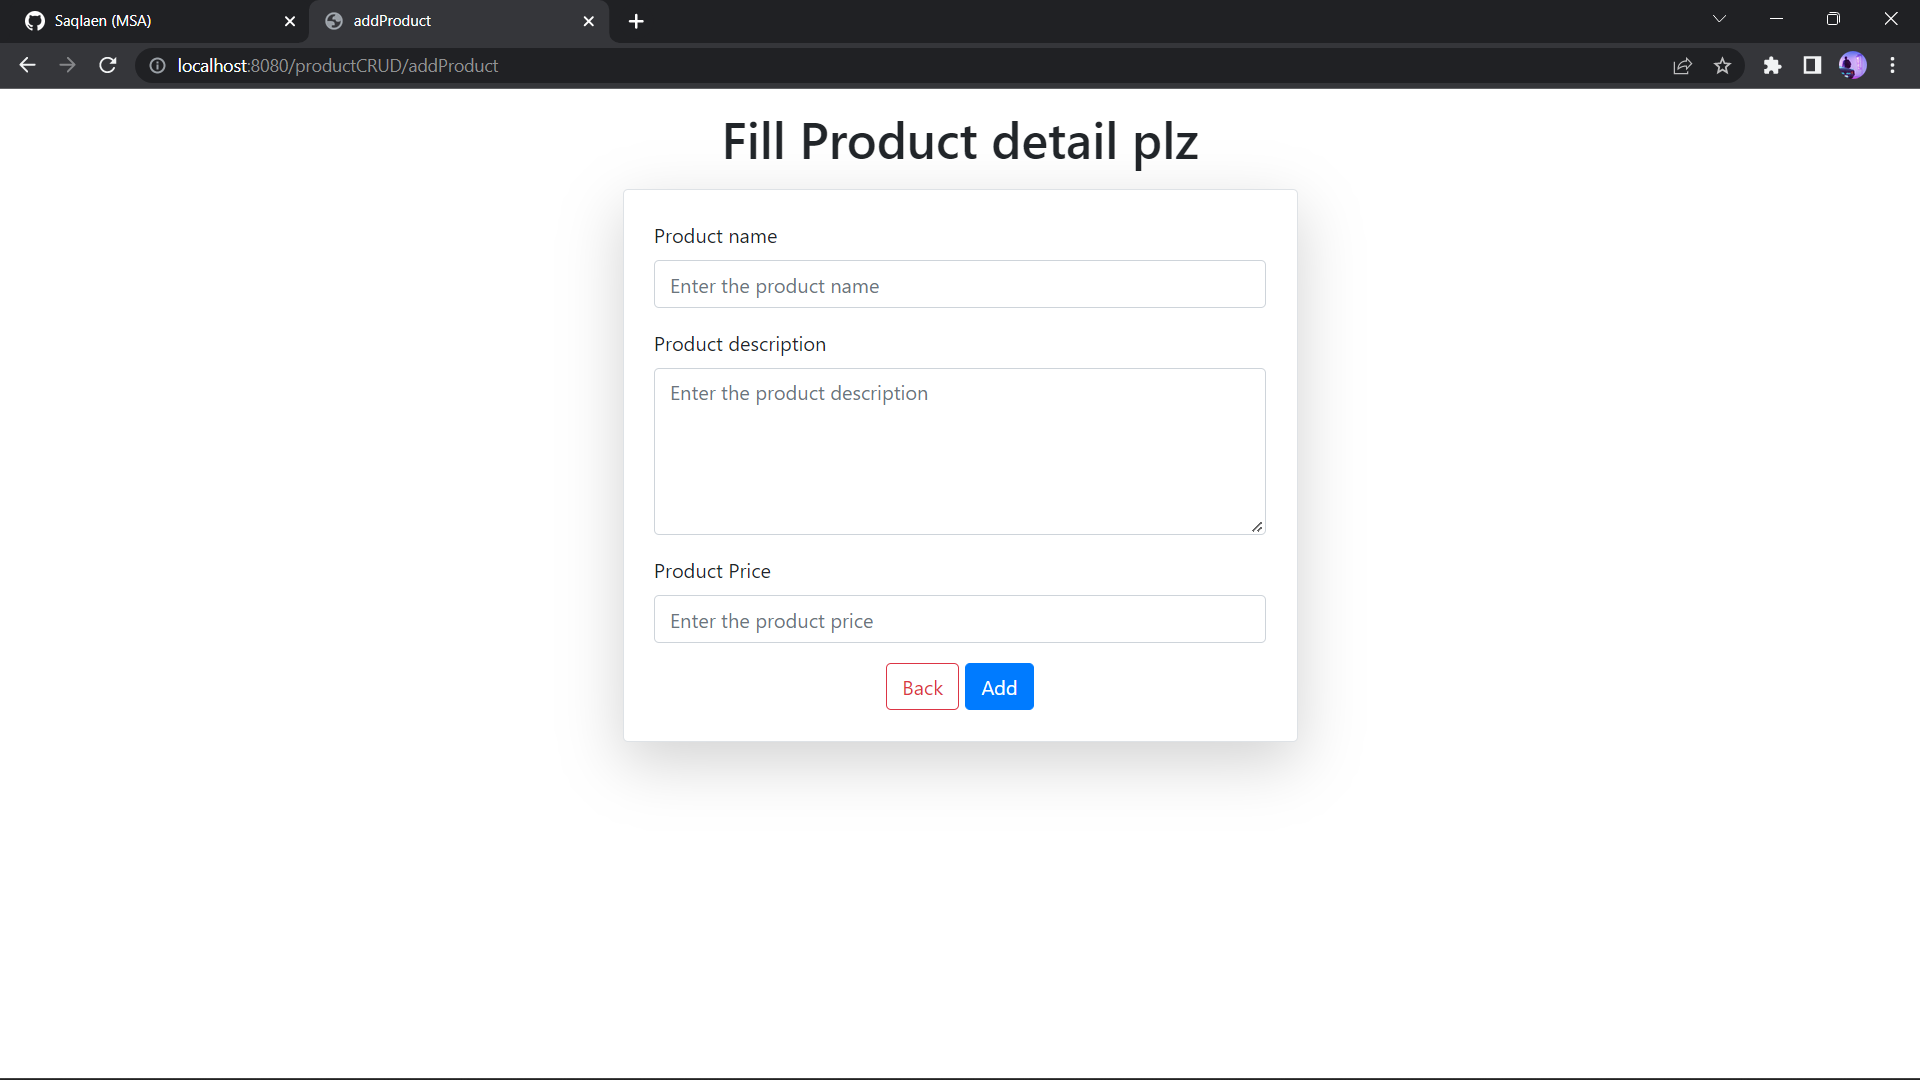 Saqlaen (MSA)
addProduct
localhost:8080/productCRUD/addProduct
Fill Product detail plz
Product name
Enter the product name
Product description
Enter the product description
Product Price
Enter the product price
Back Add